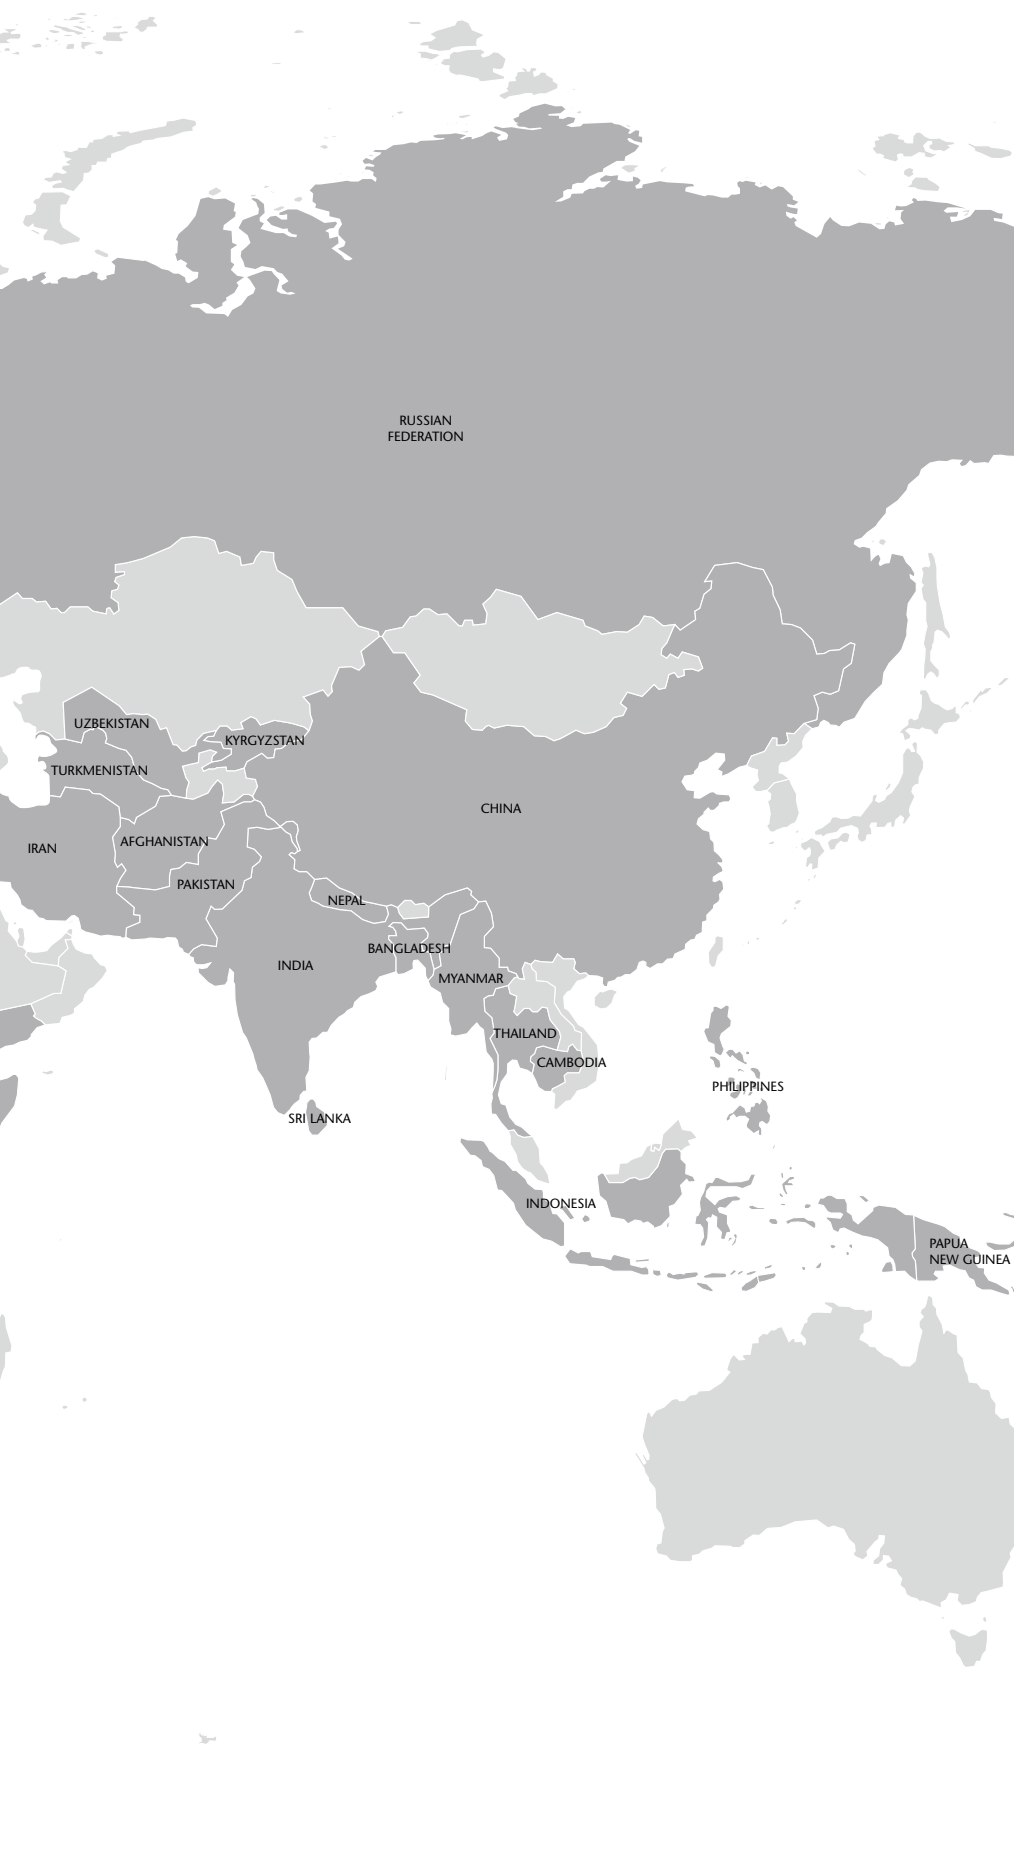 RUSSIAN
FEDERATION
UZBEKISTAN
KYRGYZSTAN
TURKMENISTAN
CHINA
AFGHANISTAN
IRAN
PAKISTAN
NEPAL
BANGLADESH
INDIA
MYANMAR
THAILAND
CAMBODIA
PHILIPPINES
SRI LANKA
INDONESIA
PAPUA
NEW GUINEA